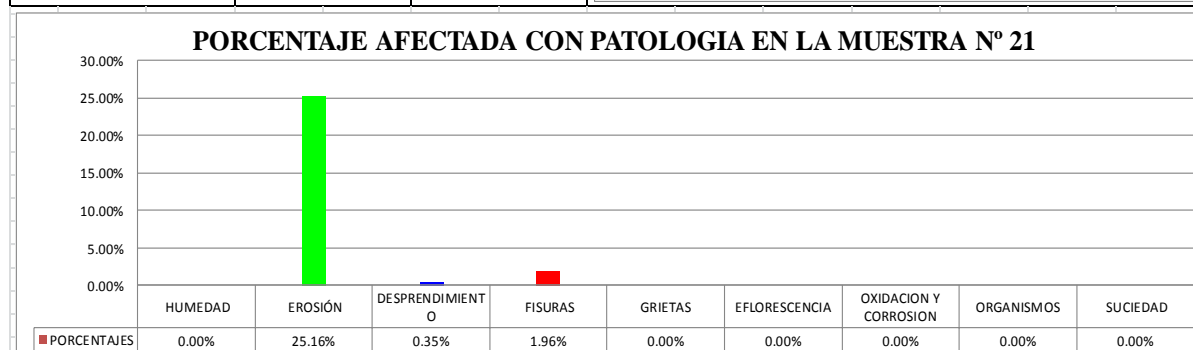 PORCENTAJE AFECTADA CON PATOLOGIA EN LA MUESTRA Nº 21
30.00%
25.00%
20.00%
15.00%
10.00%
5.00%
0.00%
HUMEDAD EROSIÓN DESPRENDIMIENT FISURAS GRIETAS EFLORESCENCIA OXIDACION Y ORGANISMOS SUCIEDAD
O CORROSION
PORCENTAJES 0.00% 25.16% 0.35% 1.96% 0.00% 0.00% 0.00% 0.00% 0.00%